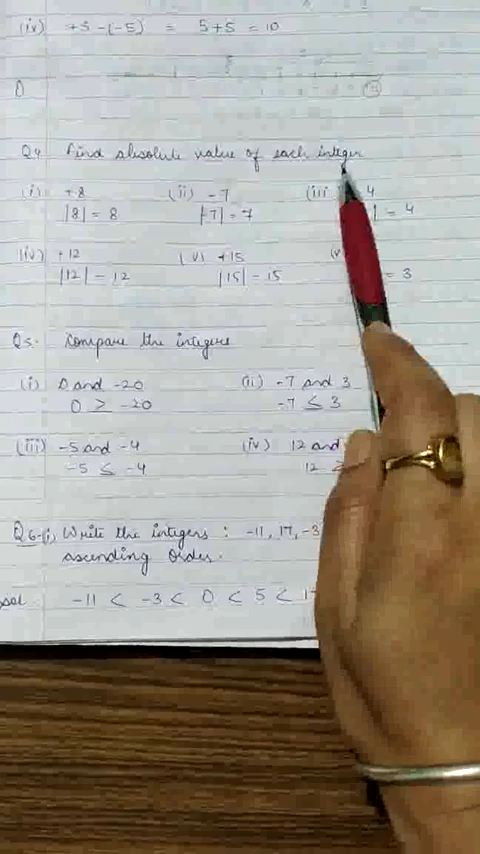 (iv) +5-(-5) = 5+5 = 10
Q4 Find absolute value of each integer
(i) +8 (ii) -7 (iii 4
|8| = 8 |-7| = 7 | = 4
(iv) +12 (v) +15 (v
|12| = 12 |15| = 15 = 3
Q5. Compare the integers
(i) 0 and -20 (ii) -7 and 3
0 > -20 -7 ≤ 3
(iii) -5 and -4 (iv) 12 and
-5 ≤ -4 12
Q6-(i) Write the integers : -11, 17, -3
ascending order.
sol -11 < -3 < 0 < 5 < 1